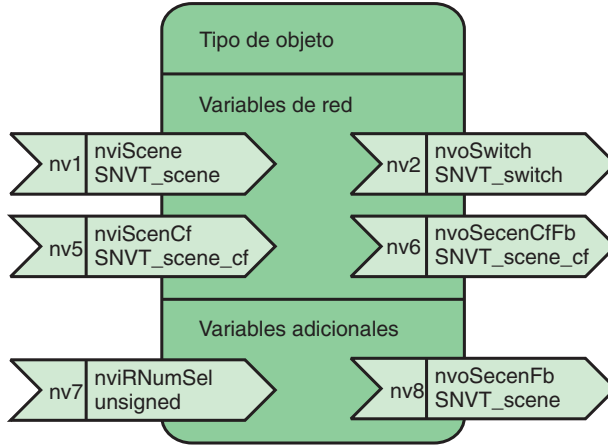 Tipo de objeto
Variables de red
nv1
nviScene
SNVT_scene
nv2
nvoSwitch
SNVT_switch
nv5
nviScenCf
SNVT_scene_cf
nv6
nvoSecenCfFb
SNVT_scene_cf
Variables adicionales
nv7
nviRNumSel
unsigned
nv8
nvoSecenFb
SNVT_scene